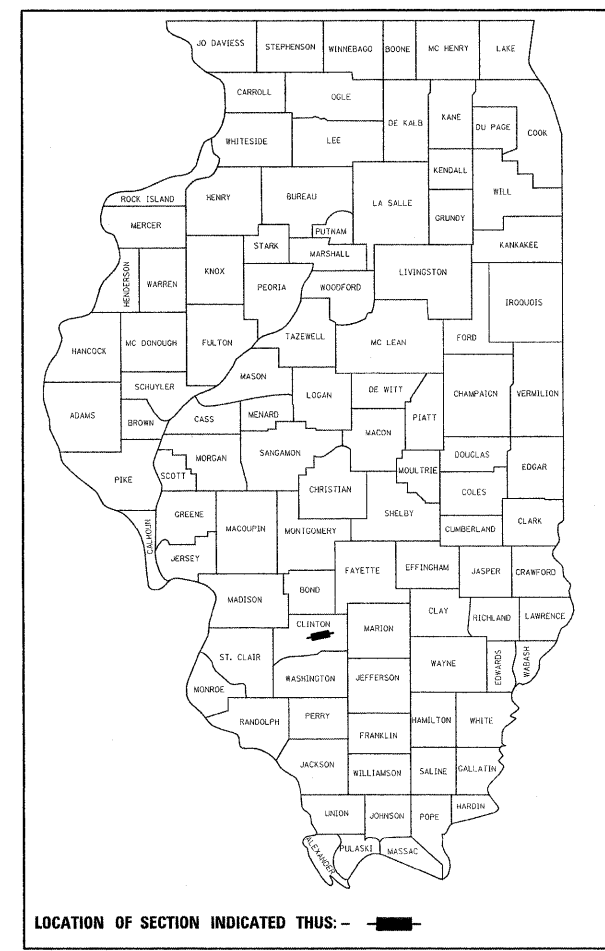 JO DAVIESS
STEPHENSON
WINNEBAGO
BOONE
MC HENRY
LAKE
CARROLL
OGLE
DE KALB
KANE
DU PAGE
COOK
WHITESIDE
LEE
KENDALL
WILL
ROCK ISLAND
HENRY
BUREAU
LA SALLE
GRUNDY
MERCER
PUTNAM
STARK
MARSHALL
KANKAKEE
HENDERSON
WARREN
KNOX
PEORIA
WOODFORD
LIVINGSTON
IROQUOIS
HANCOCK
MC DONOUGH
FULTON
TAZEWELL
MC LEAN
FORD
MASON
SCHUYLER
LOGAN
DE WITT
CHAMPAIGN
VERMILION
ADAMS
BROWN
CASS
MENARD
PIATT
MACON
MORGAN
SANGAMON
DOUGLAS
EDGAR
PIKE
SCOTT
CHRISTIAN
MOULTRIE
COLES
GREENE
MACOUPIN
MONTGOMERY
SHELBY
CUMBERLAND
CLARK
CALHOUN
JERSEY
FAYETTE
EFFINGHAM
JASPER
CRAWFORD
MADISON
BOND
CLAY
RICHLAND
LAWRENCE
CLINTON
MARION
ST. CLAIR
WAYNE
EDWARDS
WABASH
WASHINGTON
JEFFERSON
MONROE
RANDOLPH
PERRY
HAMILTON
WHITE
FRANKLIN
JACKSON
WILLIAMSON
SALINE
GALLATIN
HARDIN
UNION
JOHNSON
POPE
ALEXANDER
PULASKI
MASSAC
LOCATION OF SECTION INDICATED THUS: -